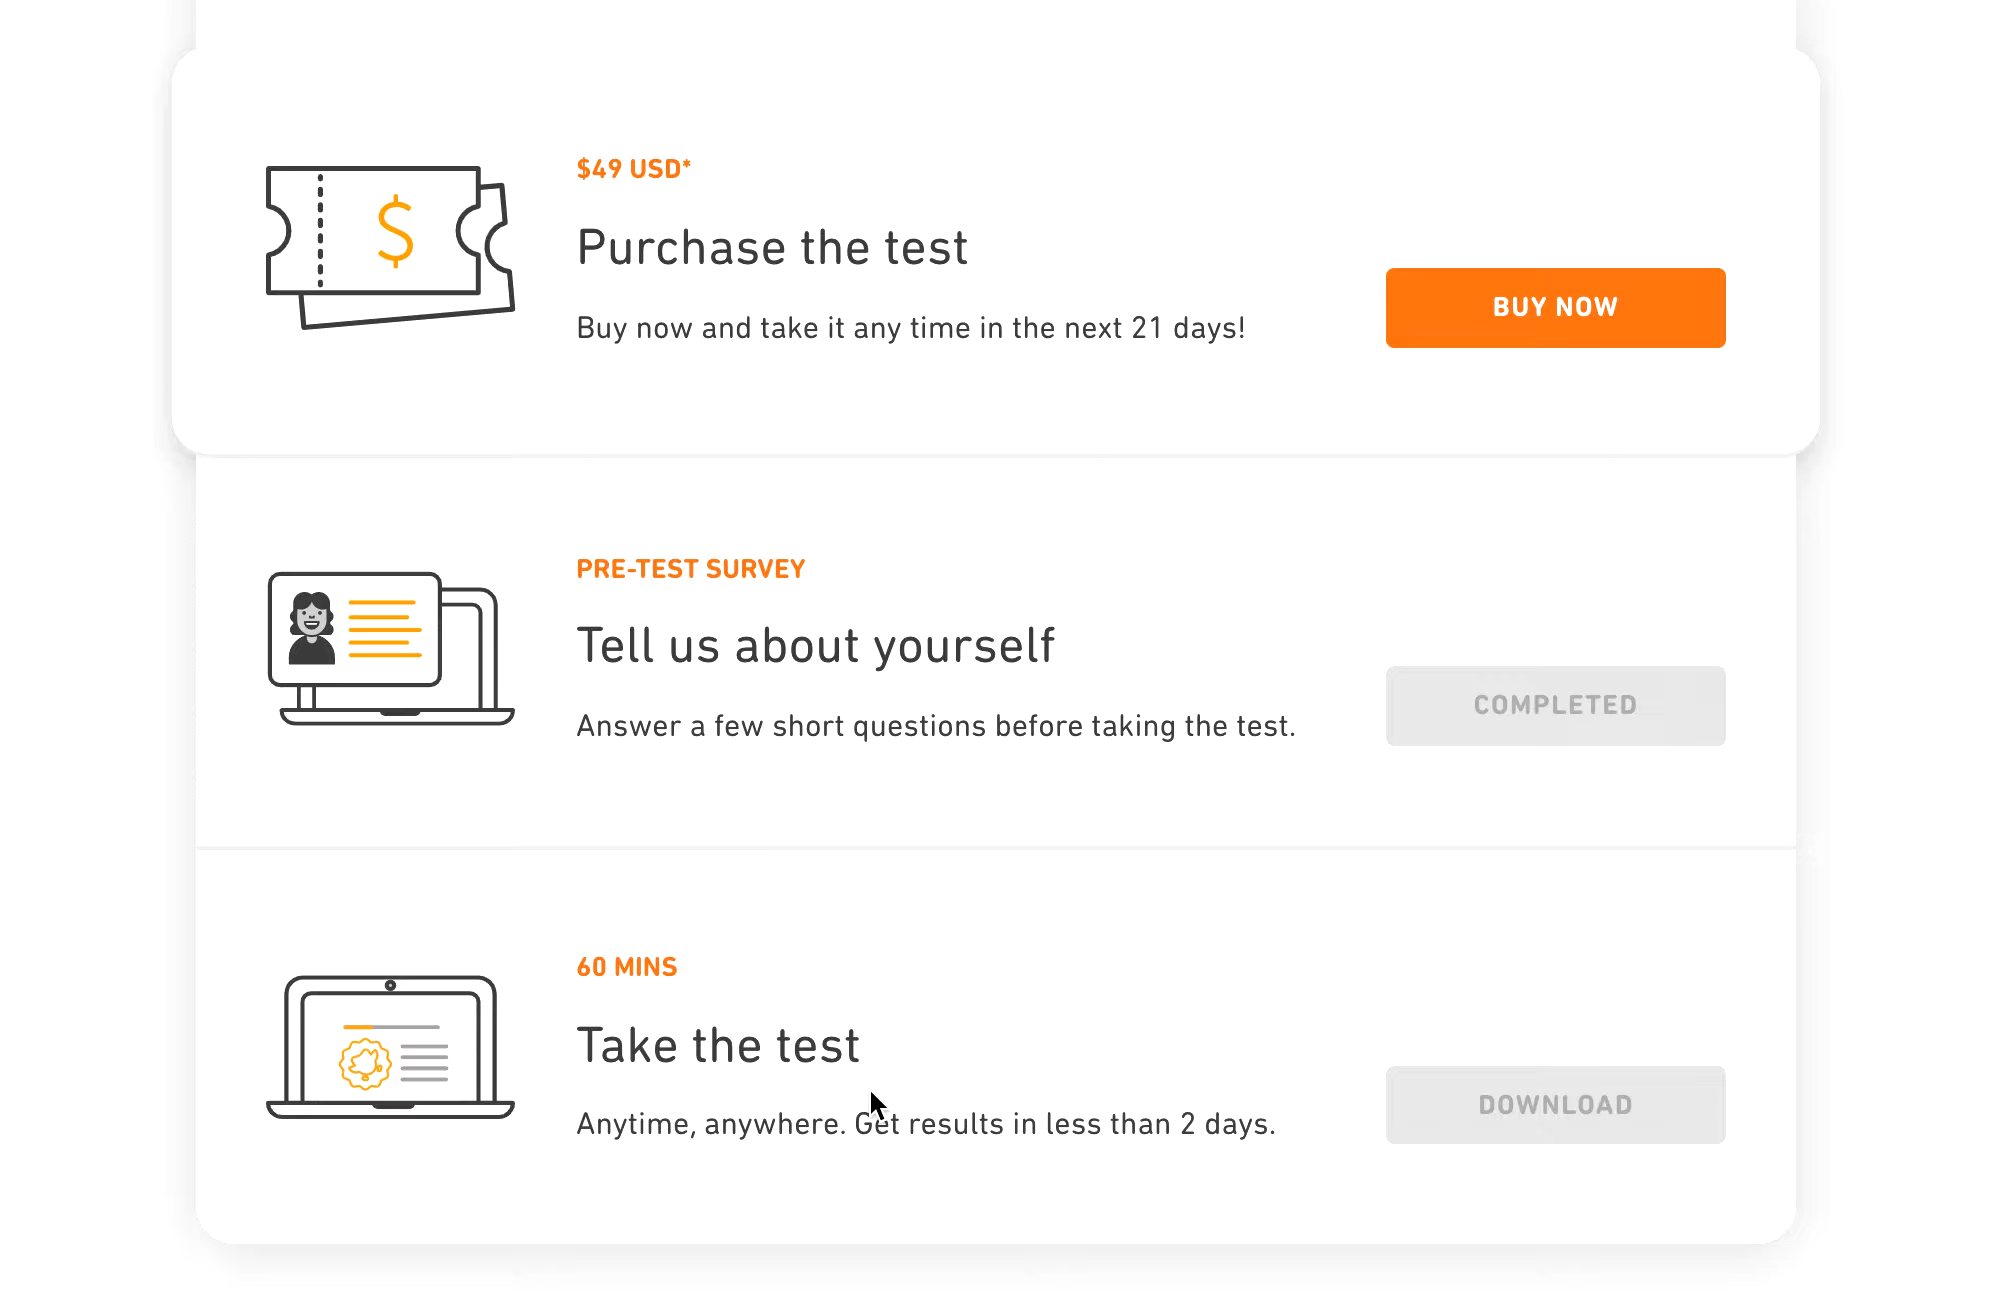 $49 USD*
Purchase the test
Buy now and take it any time in the next 21 days!
BUY NOW
PRE-TEST SURVEY
Tell us about yourself
Answer a few short questions before taking the test.
COMPLETED
60 MINS
Take the test
Anytime, anywhere. Get results in less than 2 days.
DOWNLOAD